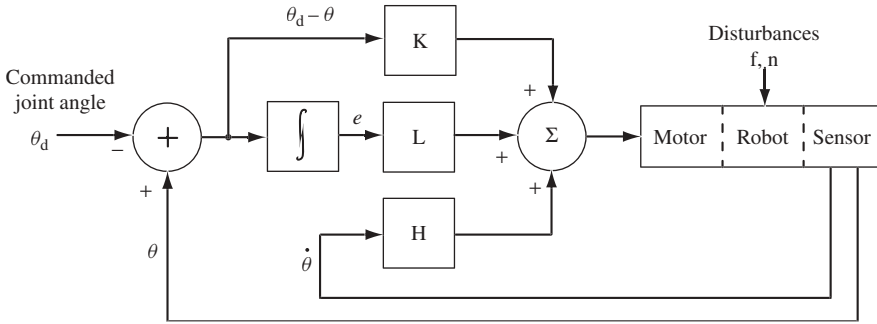 θd – θ
K
Disturbances
f, n
Commanded
joint angle
θd
–
+
+
∫
e
L
+
+
+
Σ
Motor
Robot
Sensor
H
θ
θ̇